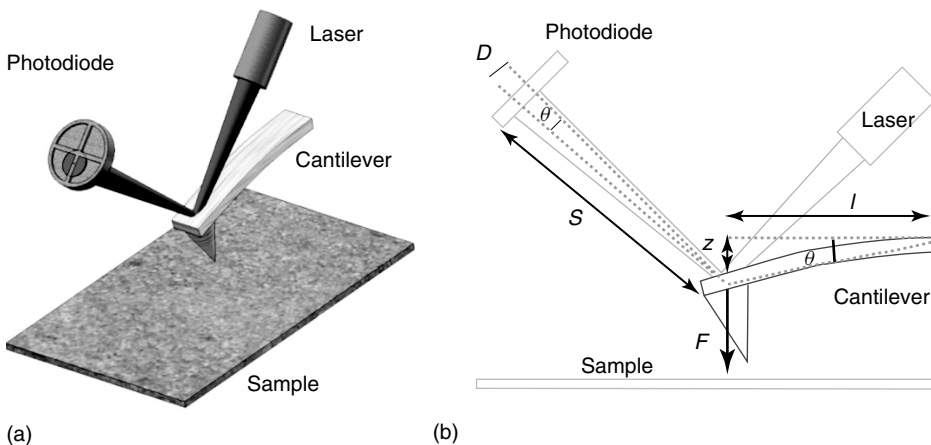 Laser
Photodiode
Cantilever
Sample
(a)
Photodiode
D
θ
Laser
S
l
z
θ
Cantilever
F
Sample
(b)